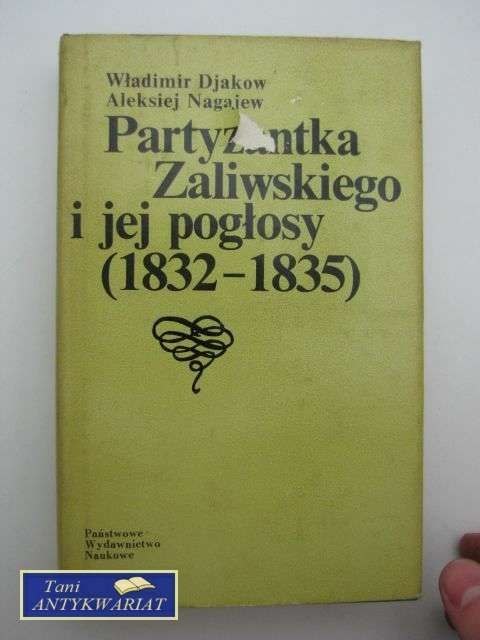 Władimir Djakow
Aleksiej Nagajew
Partyzantka
Zaliwskiego
i jej pogłosy
(1832-1835)
Państwowe
Wydawnictwo
Naukowe
Tani
ANTYKWARIAT